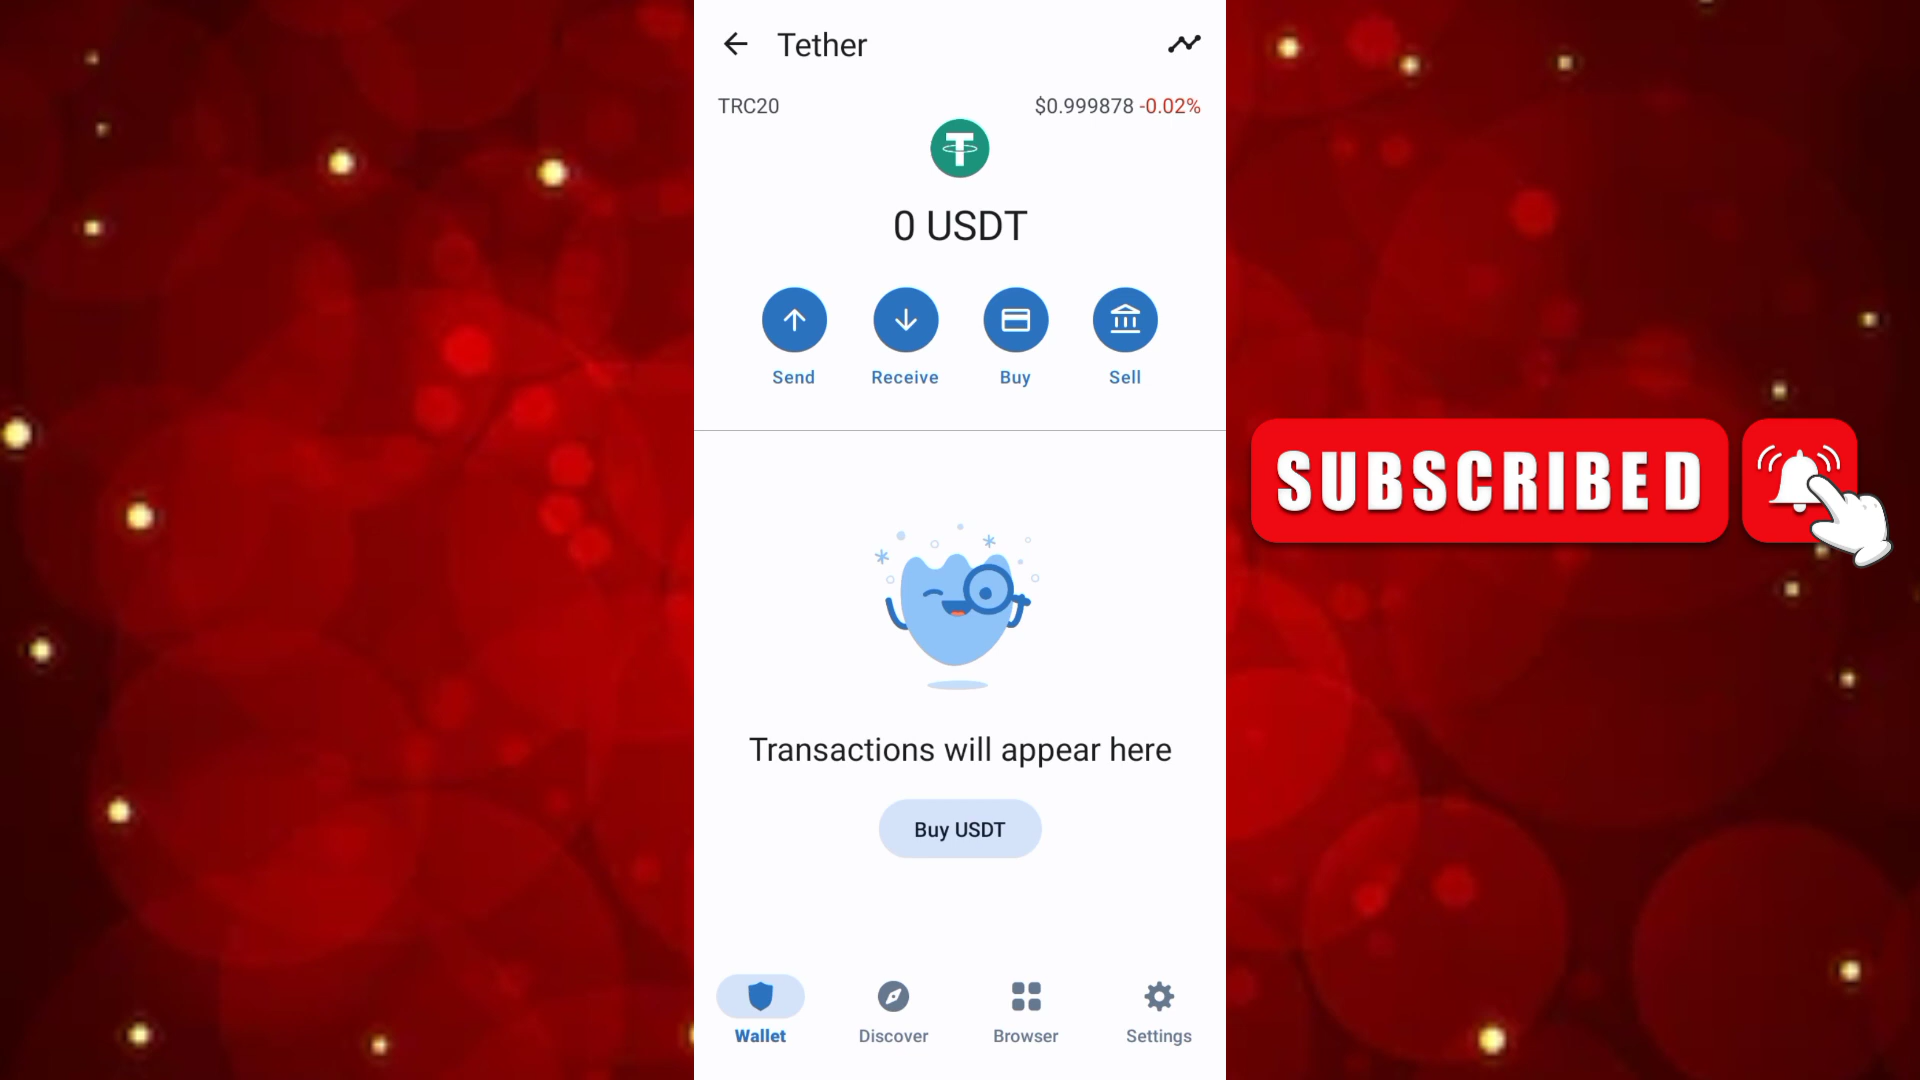 Tether
TRC20
$0.999878 -0.02%
0 USDT
Send
Receive
Buy
Sell
SUBSCRIBED
Transactions will appear here
Buy USDT
Wallet
Discover
Browser
Settings